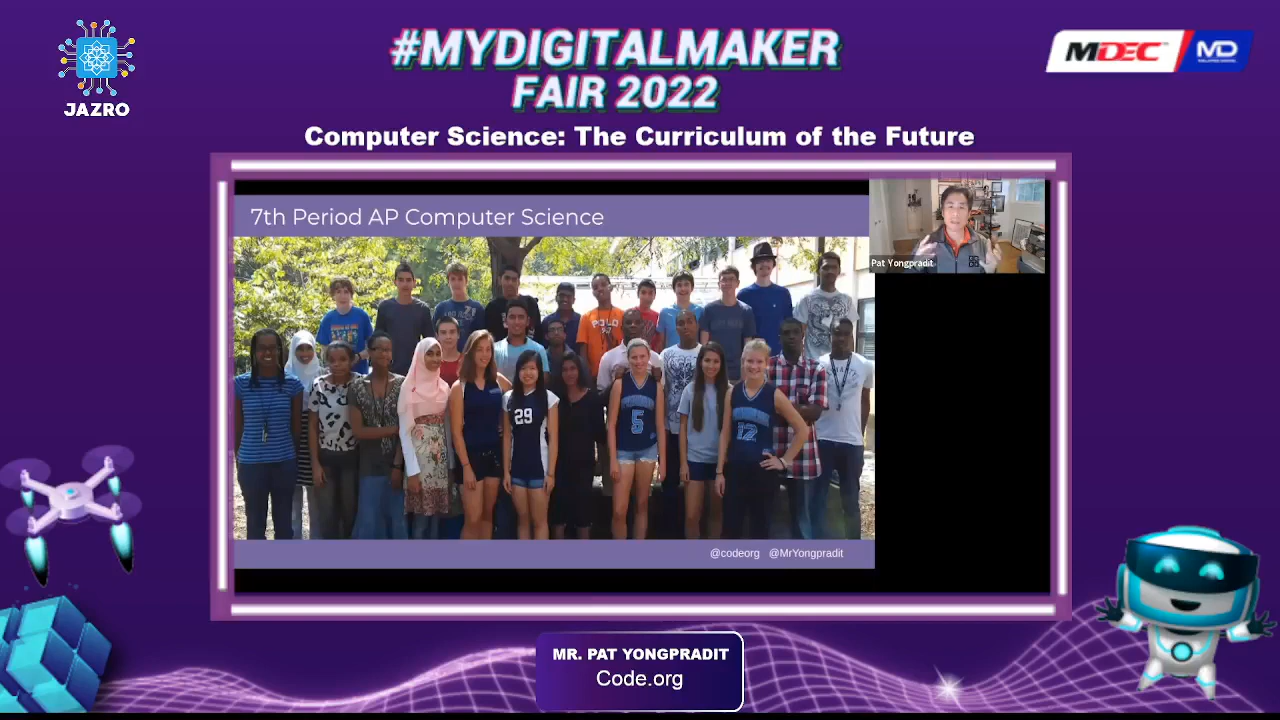 JAZRO
#MYDIGITALMAKER
FAIR 2022
MDEC
MD
Computer Science: The Curriculum of the Future
7th Period AP Computer Science
Pat Yongpradit
POLO
29
5
12
@codeorg @MrYongpradit
MR. PAT YONGPRADIT
Code.org